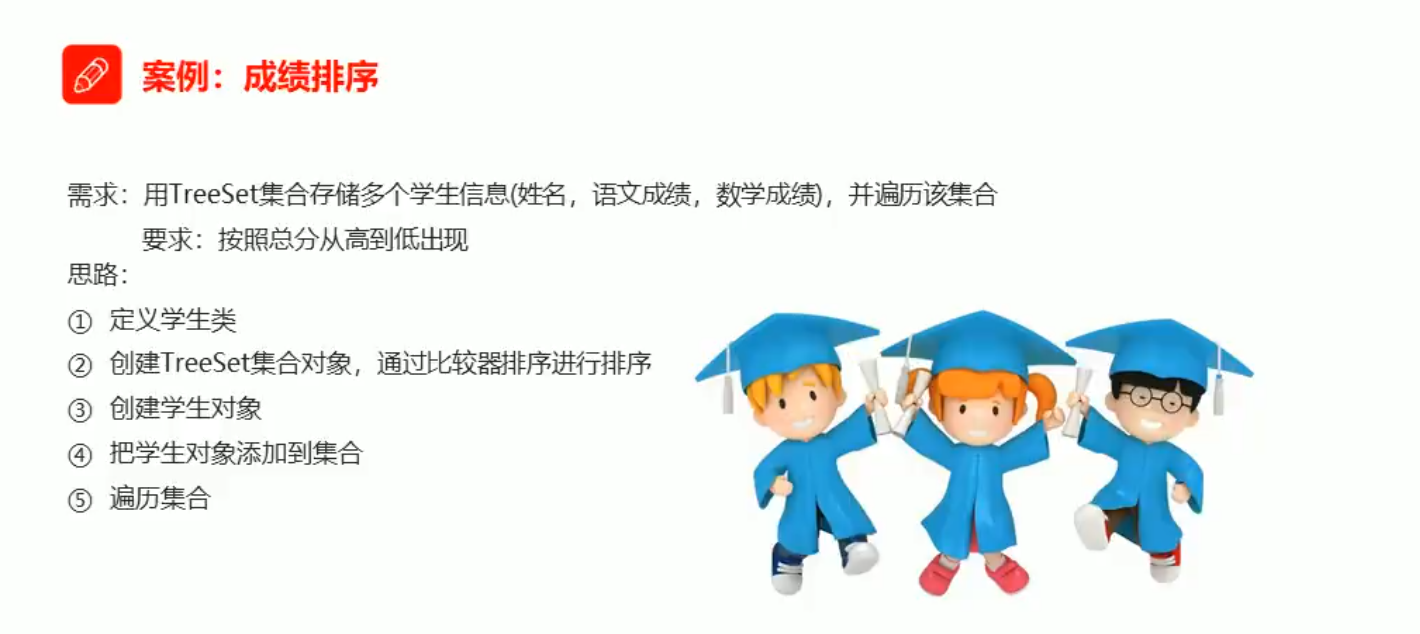 案例：成绩排序
需求：用TreeSet集合存储多个学生信息(姓名，语文成绩，数学成绩)，并遍历该集合
要求：按照总分从高到低出现
思路：
① 定义学生类
② 创建TreeSet集合对象，通过比较器排序进行排序
③ 创建学生对象
④ 把学生对象添加到集合
⑤ 遍历集合